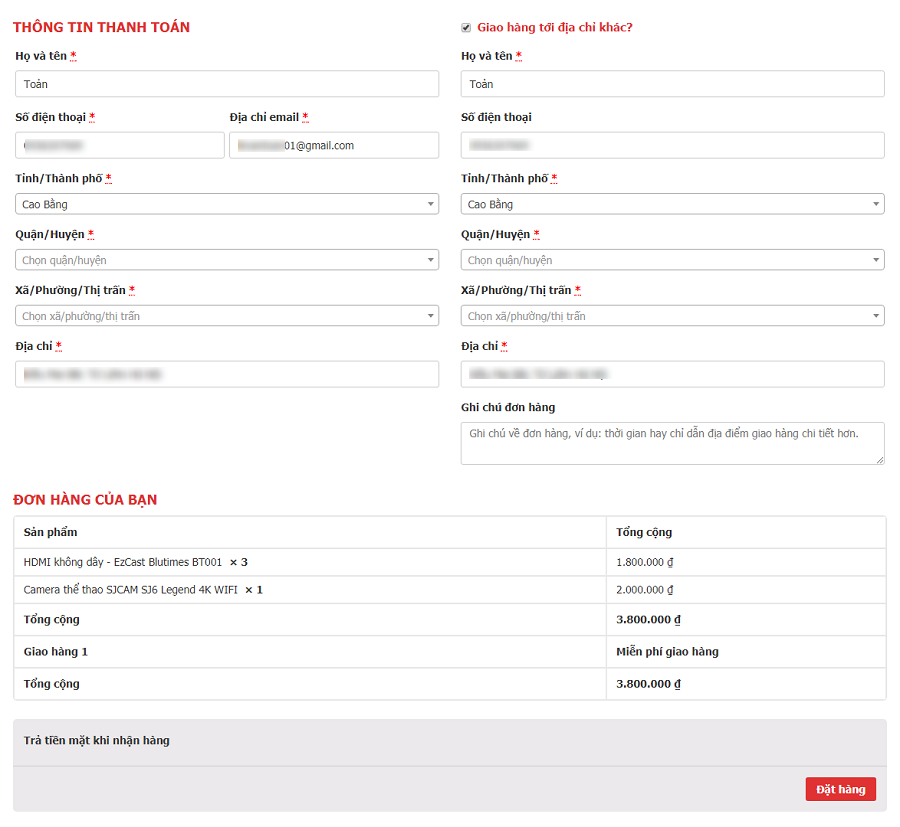 THÔNG TIN THANH TOÁN
Họ và tên *
Toản
Số điện thoại *
Địa chỉ email *
01@gmail.com
Tỉnh/Thành phố *
Cao Bằng
Quận/Huyện *
Chọn quận/huyện
Xã/Phường/Thị trấn *
Chọn xã/phường/thị trấn
Địa chỉ *
Giao hàng tới địa chỉ khác?
Họ và tên *
Toản
Số điện thoại
Tỉnh/Thành phố *
Cao Bằng
Quận/Huyện *
Chọn quận/huyện
Xã/Phường/Thị trấn *
Chọn xã/phường/thị trấn
Địa chỉ *
Ghi chú đơn hàng
Ghi chú về đơn hàng, ví dụ: thời gian hay chỉ dẫn địa điểm giao hàng chi tiết hơn.
ĐƠN HÀNG CỦA BẠN
Sản phẩm Tổng cộng
HDMI không dây - EzCast Blutimes BT001 × 3 1.800.000 ₫
Camera thể thao SJCAM SJ6 Legend 4K WIFI × 1 2.000.000 ₫
Tổng cộng 3.800.000 ₫
Giao hàng 1 Miễn phí giao hàng
Tổng cộng 3.800.000 ₫
Trả tiền mặt khi nhận hàng
Đặt hàng